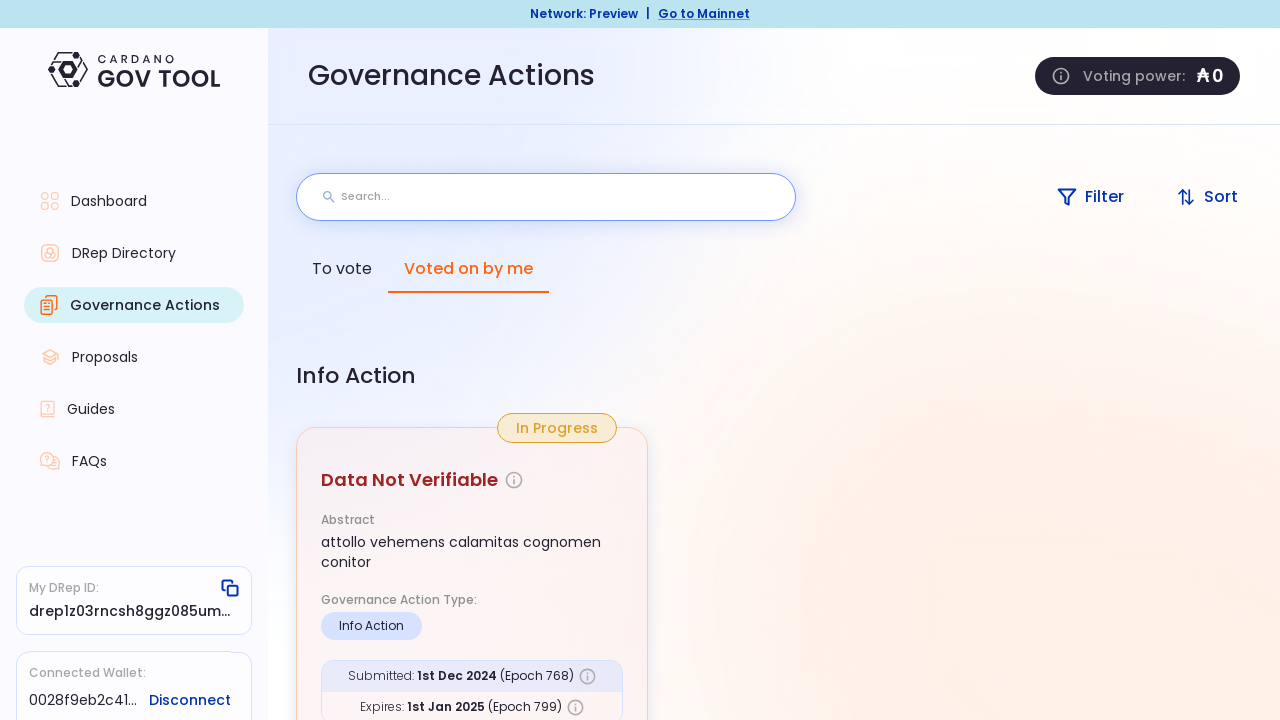 Network: Preview | Go to Mainnet
CARDANO
GOV TOOL
Governance Actions
Voting power: ₳ 0
Search...
Filter
Sort
To vote
Voted on by me
Dashboard
DRep Directory
Governance Actions
Proposals
Guides
FAQs
Info Action
In Progress
Data Not Verifiable
Abstract
attollo vehemens calamitas cognomen
conitor
Governance Action Type:
Info Action
Submitted: 1st Dec 2024 (Epoch 768)
Expires: 1st Jan 2025 (Epoch 799)
My DRep ID:
drep1z03rncsh8ggz085um...
Connected Wallet:
0028f9eb2c41...
Disconnect